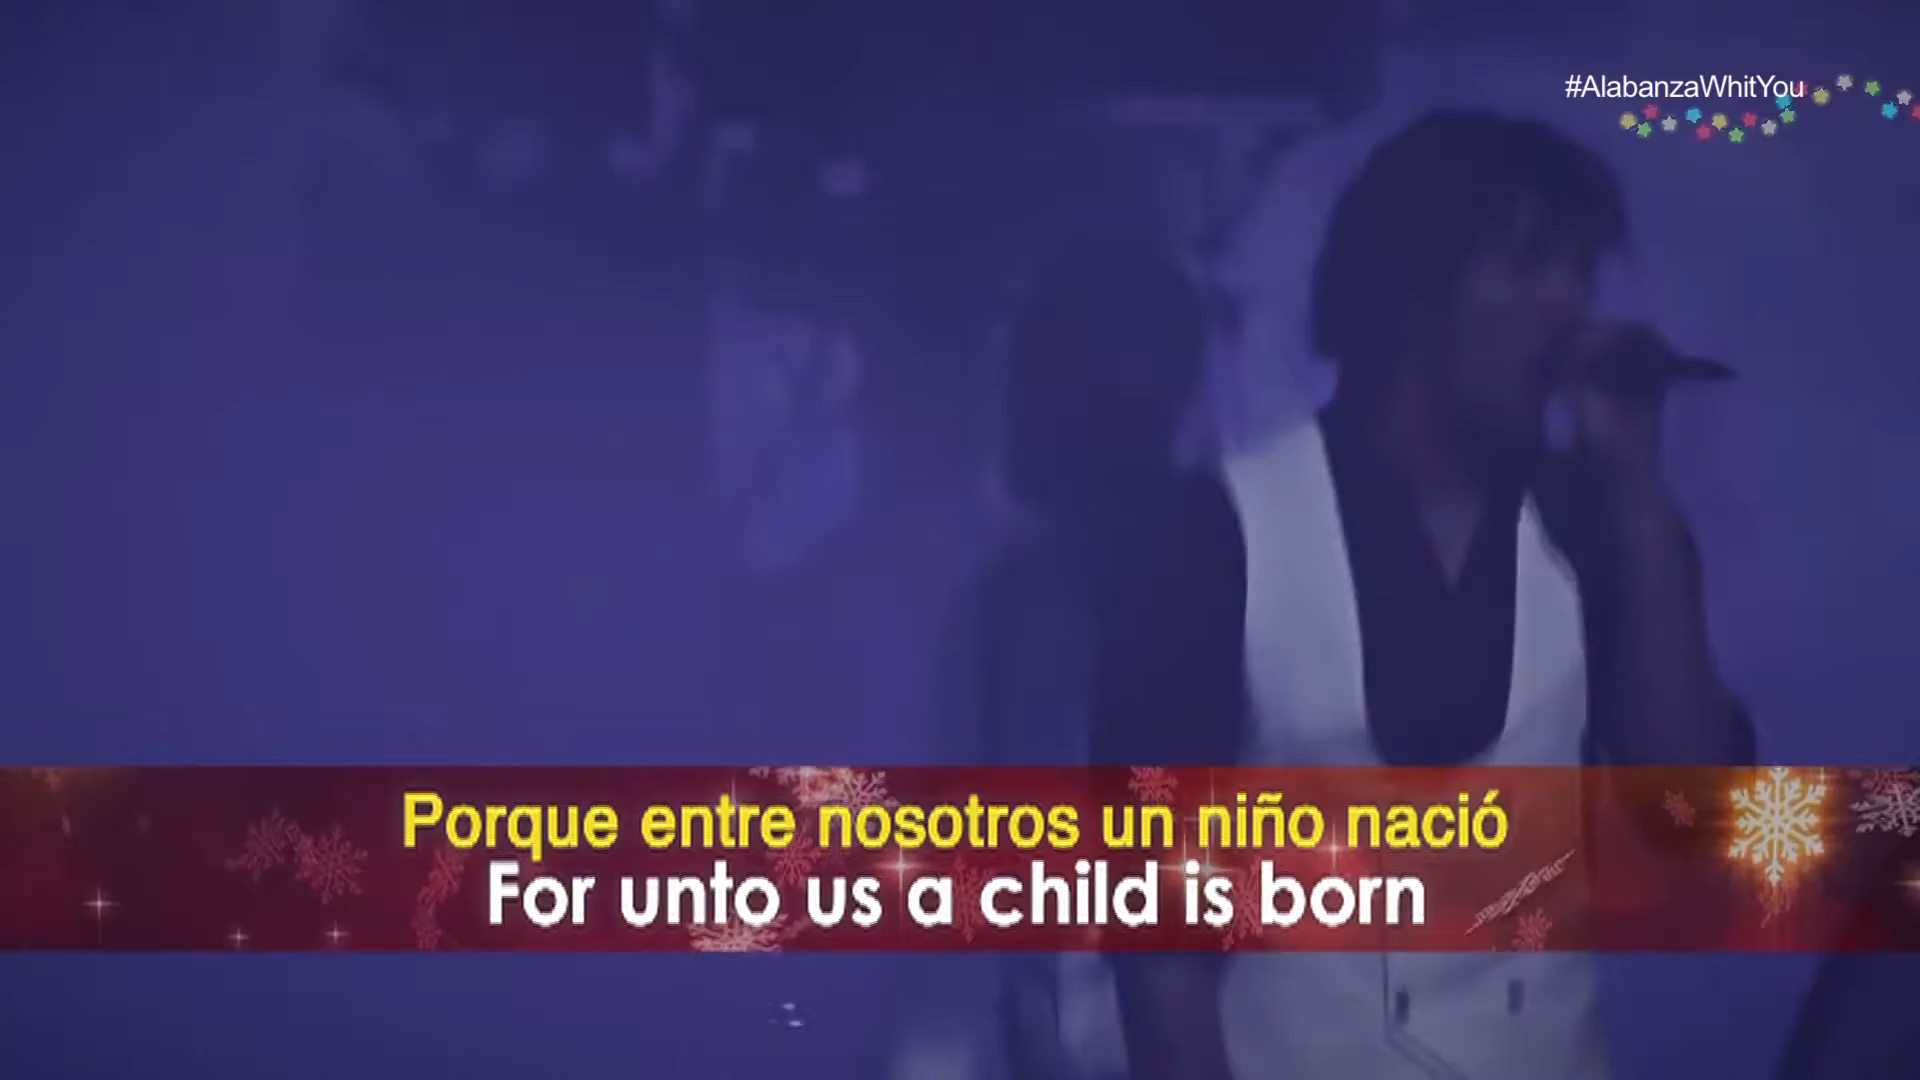 #AlabanzaWhitYou
Porque entre nosotros un niño nació
For unto us a child is born